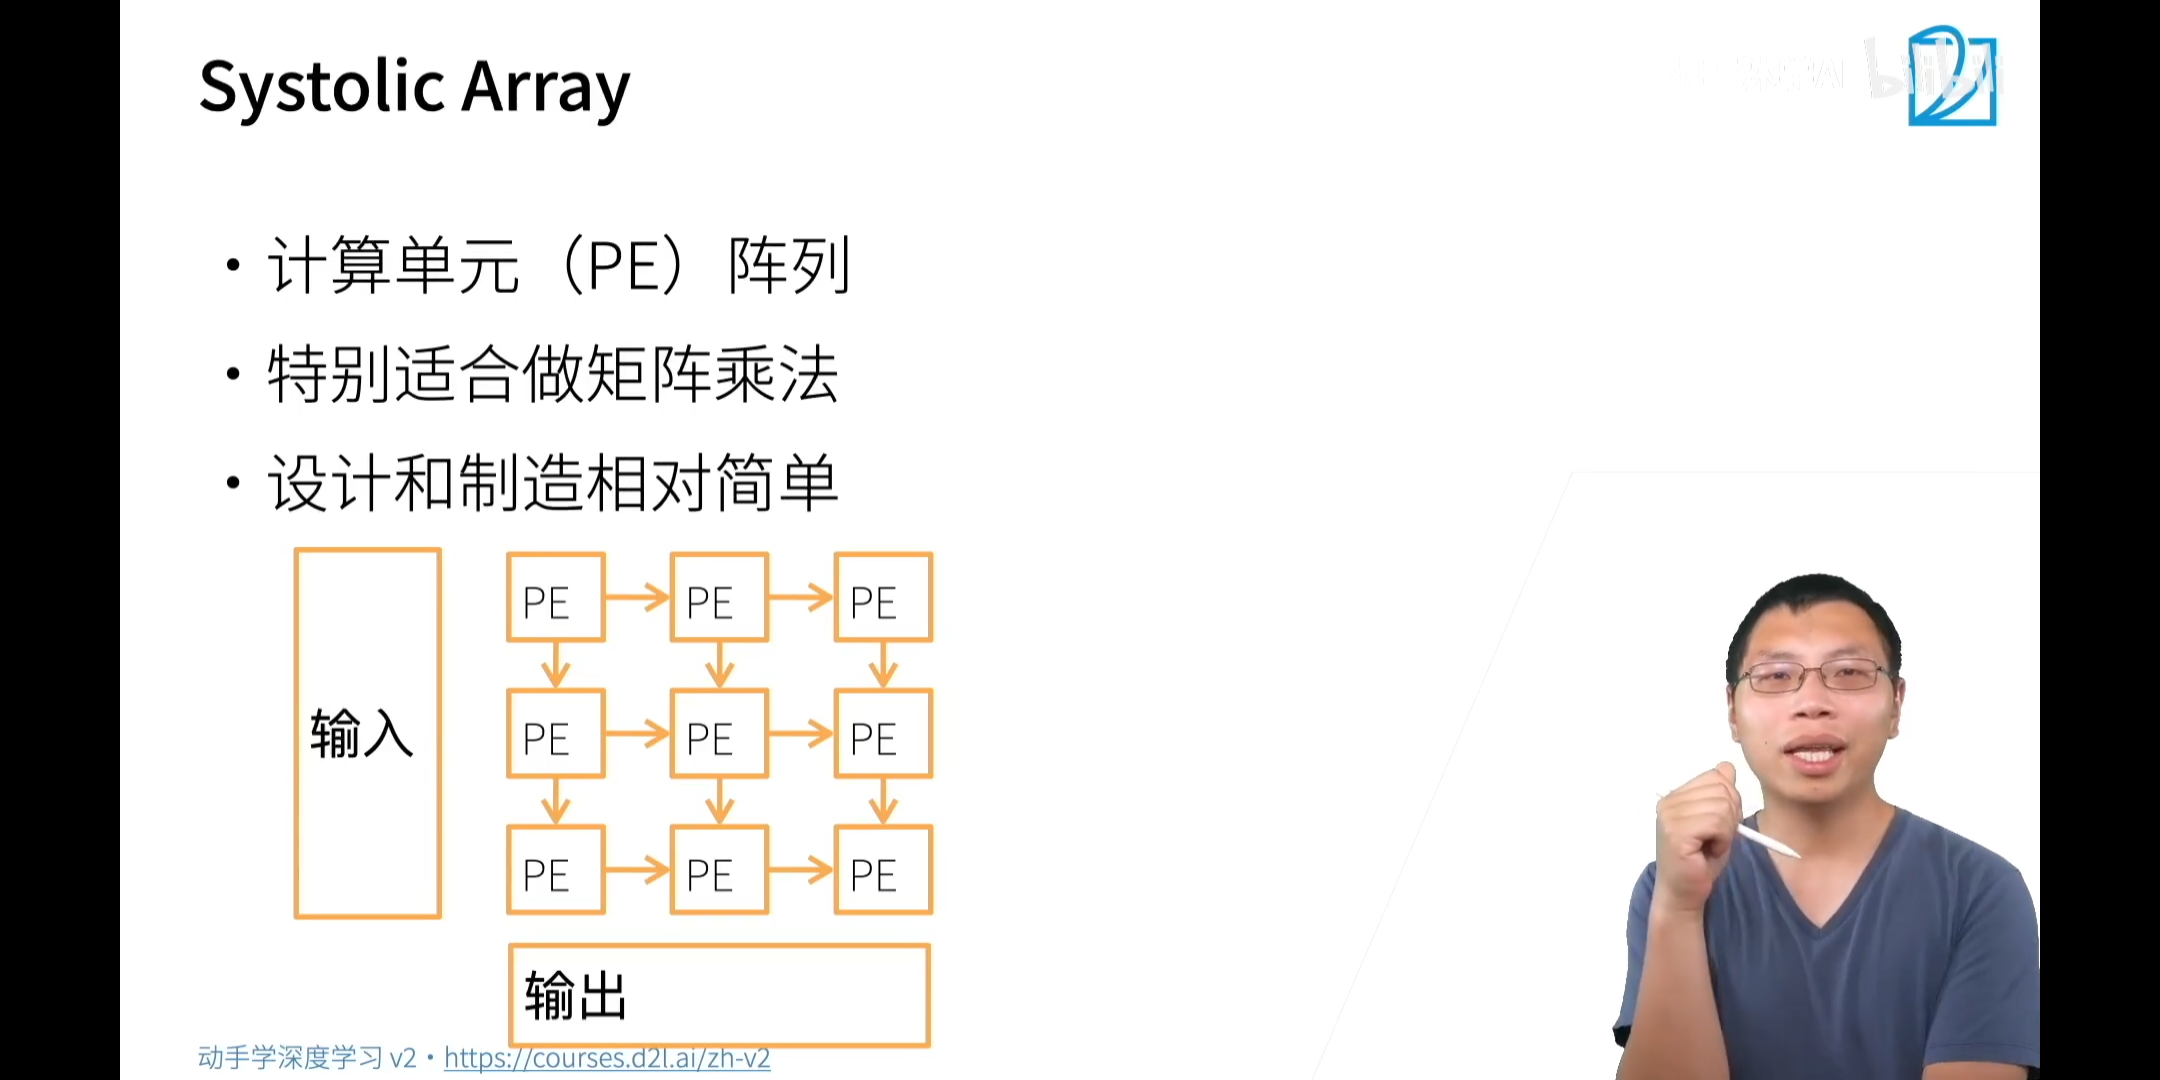 Systolic Array
bilibili
• 计算单元（PE）阵列
• 特别适合做矩阵乘法
• 设计和制造相对简单
输入
PE PE PE
PE PE PE
PE PE PE
输出
动手学深度学习 v2 • https://courses.d2l.ai/zh-v2